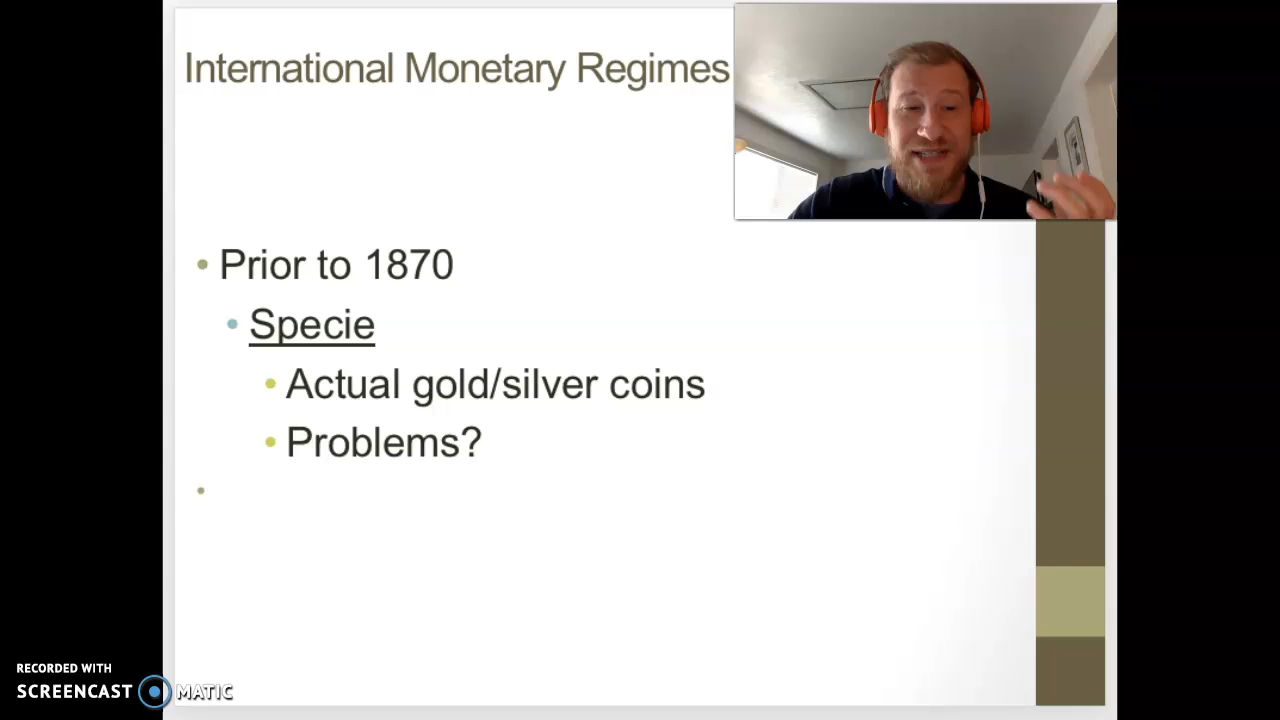 International Monetary Regimes
• Prior to 1870
• Specie
• Actual gold/silver coins
• Problems?
•
RECORDED WITH
SCREENCAST MATIC